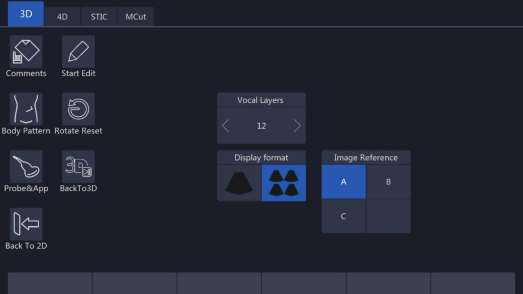 3D
4D
STIC
MCut
Comments
Start Edit
Body Pattern
Rotate Reset
Probe&App
3D
BackTo3D
Back To 2D
Vocal Layers
12
Display format
Image Reference
A
B
C